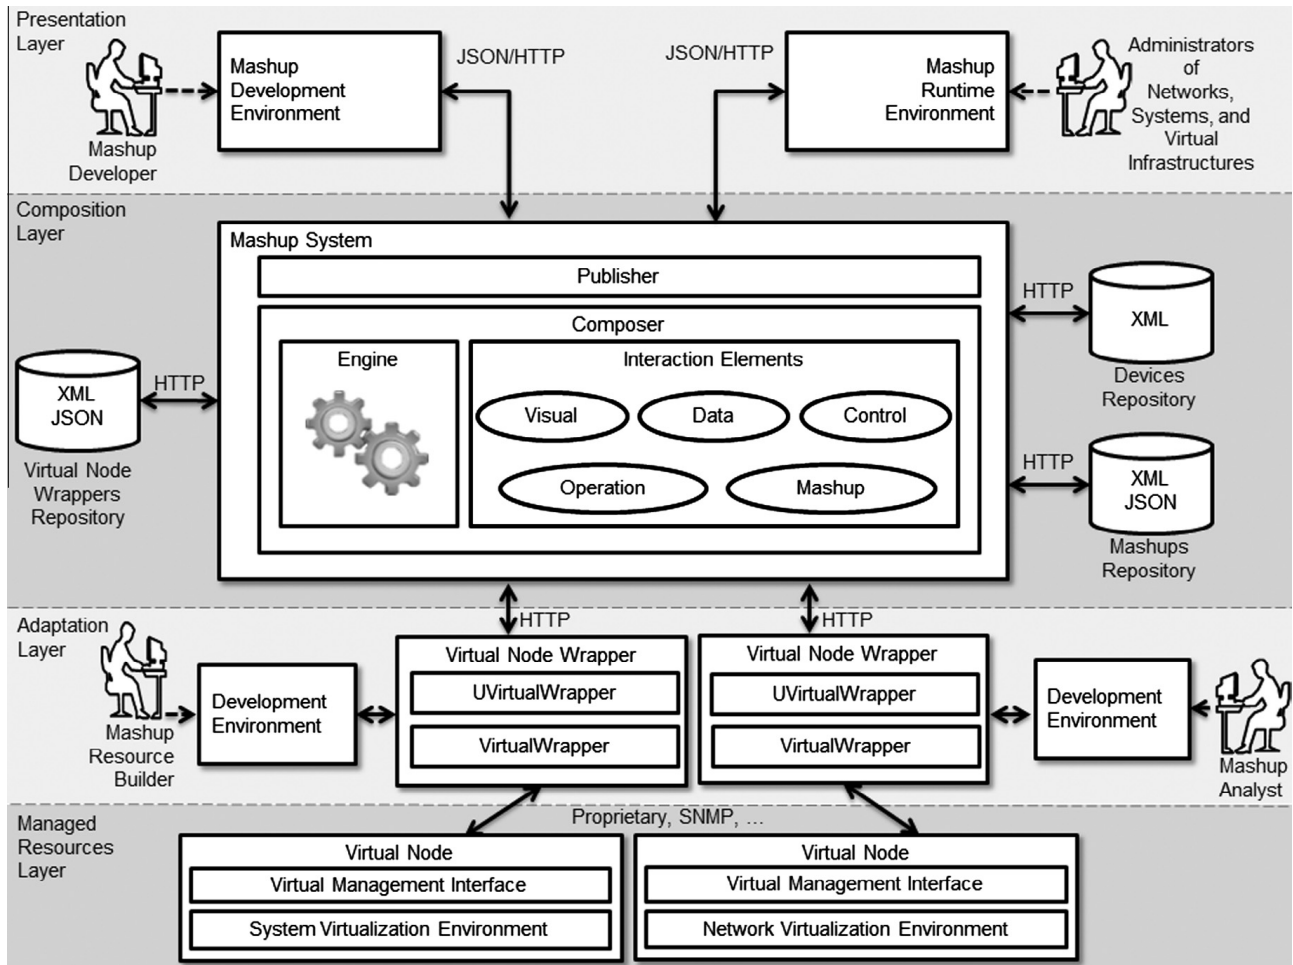 Presentation
Layer
Mashup
Developer
Mashup
Development
Environment
JSON/HTTP
JSON/HTTP
Mashup
Runtime
Environment
Administrators
of
Networks,
Systems, and
Virtual
Infrastructures
Composition
Layer
Mashup System
Publisher
Composer
Engine
Interaction Elements
Visual
Data
Control
Operation
Mashup
XML
JSON
HTTP
Virtual Node
Wrappers
Repository
HTTP
XML
Devices
Repository
HTTP
XML
JSON
Mashups
Repository
HTTP
HTTP
Adaptation
Layer
Mashup
Resource
Builder
Development
Environment
Virtual Node Wrapper
UVirtualWrapper
VirtualWrapper
Virtual Node Wrapper
UVirtualWrapper
VirtualWrapper
Development
Environment
Mashup
Analyst
Managed
Resources
Layer
Proprietary, SNMP, ...
Virtual Node
Virtual Management Interface
System Virtualization Environment
Virtual Node
Virtual Management Interface
Network Virtualization Environment